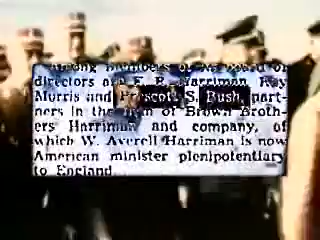 Among members of its board of
directors are E. R. Harriman, Ray
Morris and Prescott S. Bush, part-
ners in the firm of Brown Broth-
ers Harriman and company, of
which W. Averell Harriman is now
American minister plenipotentiary
to England.